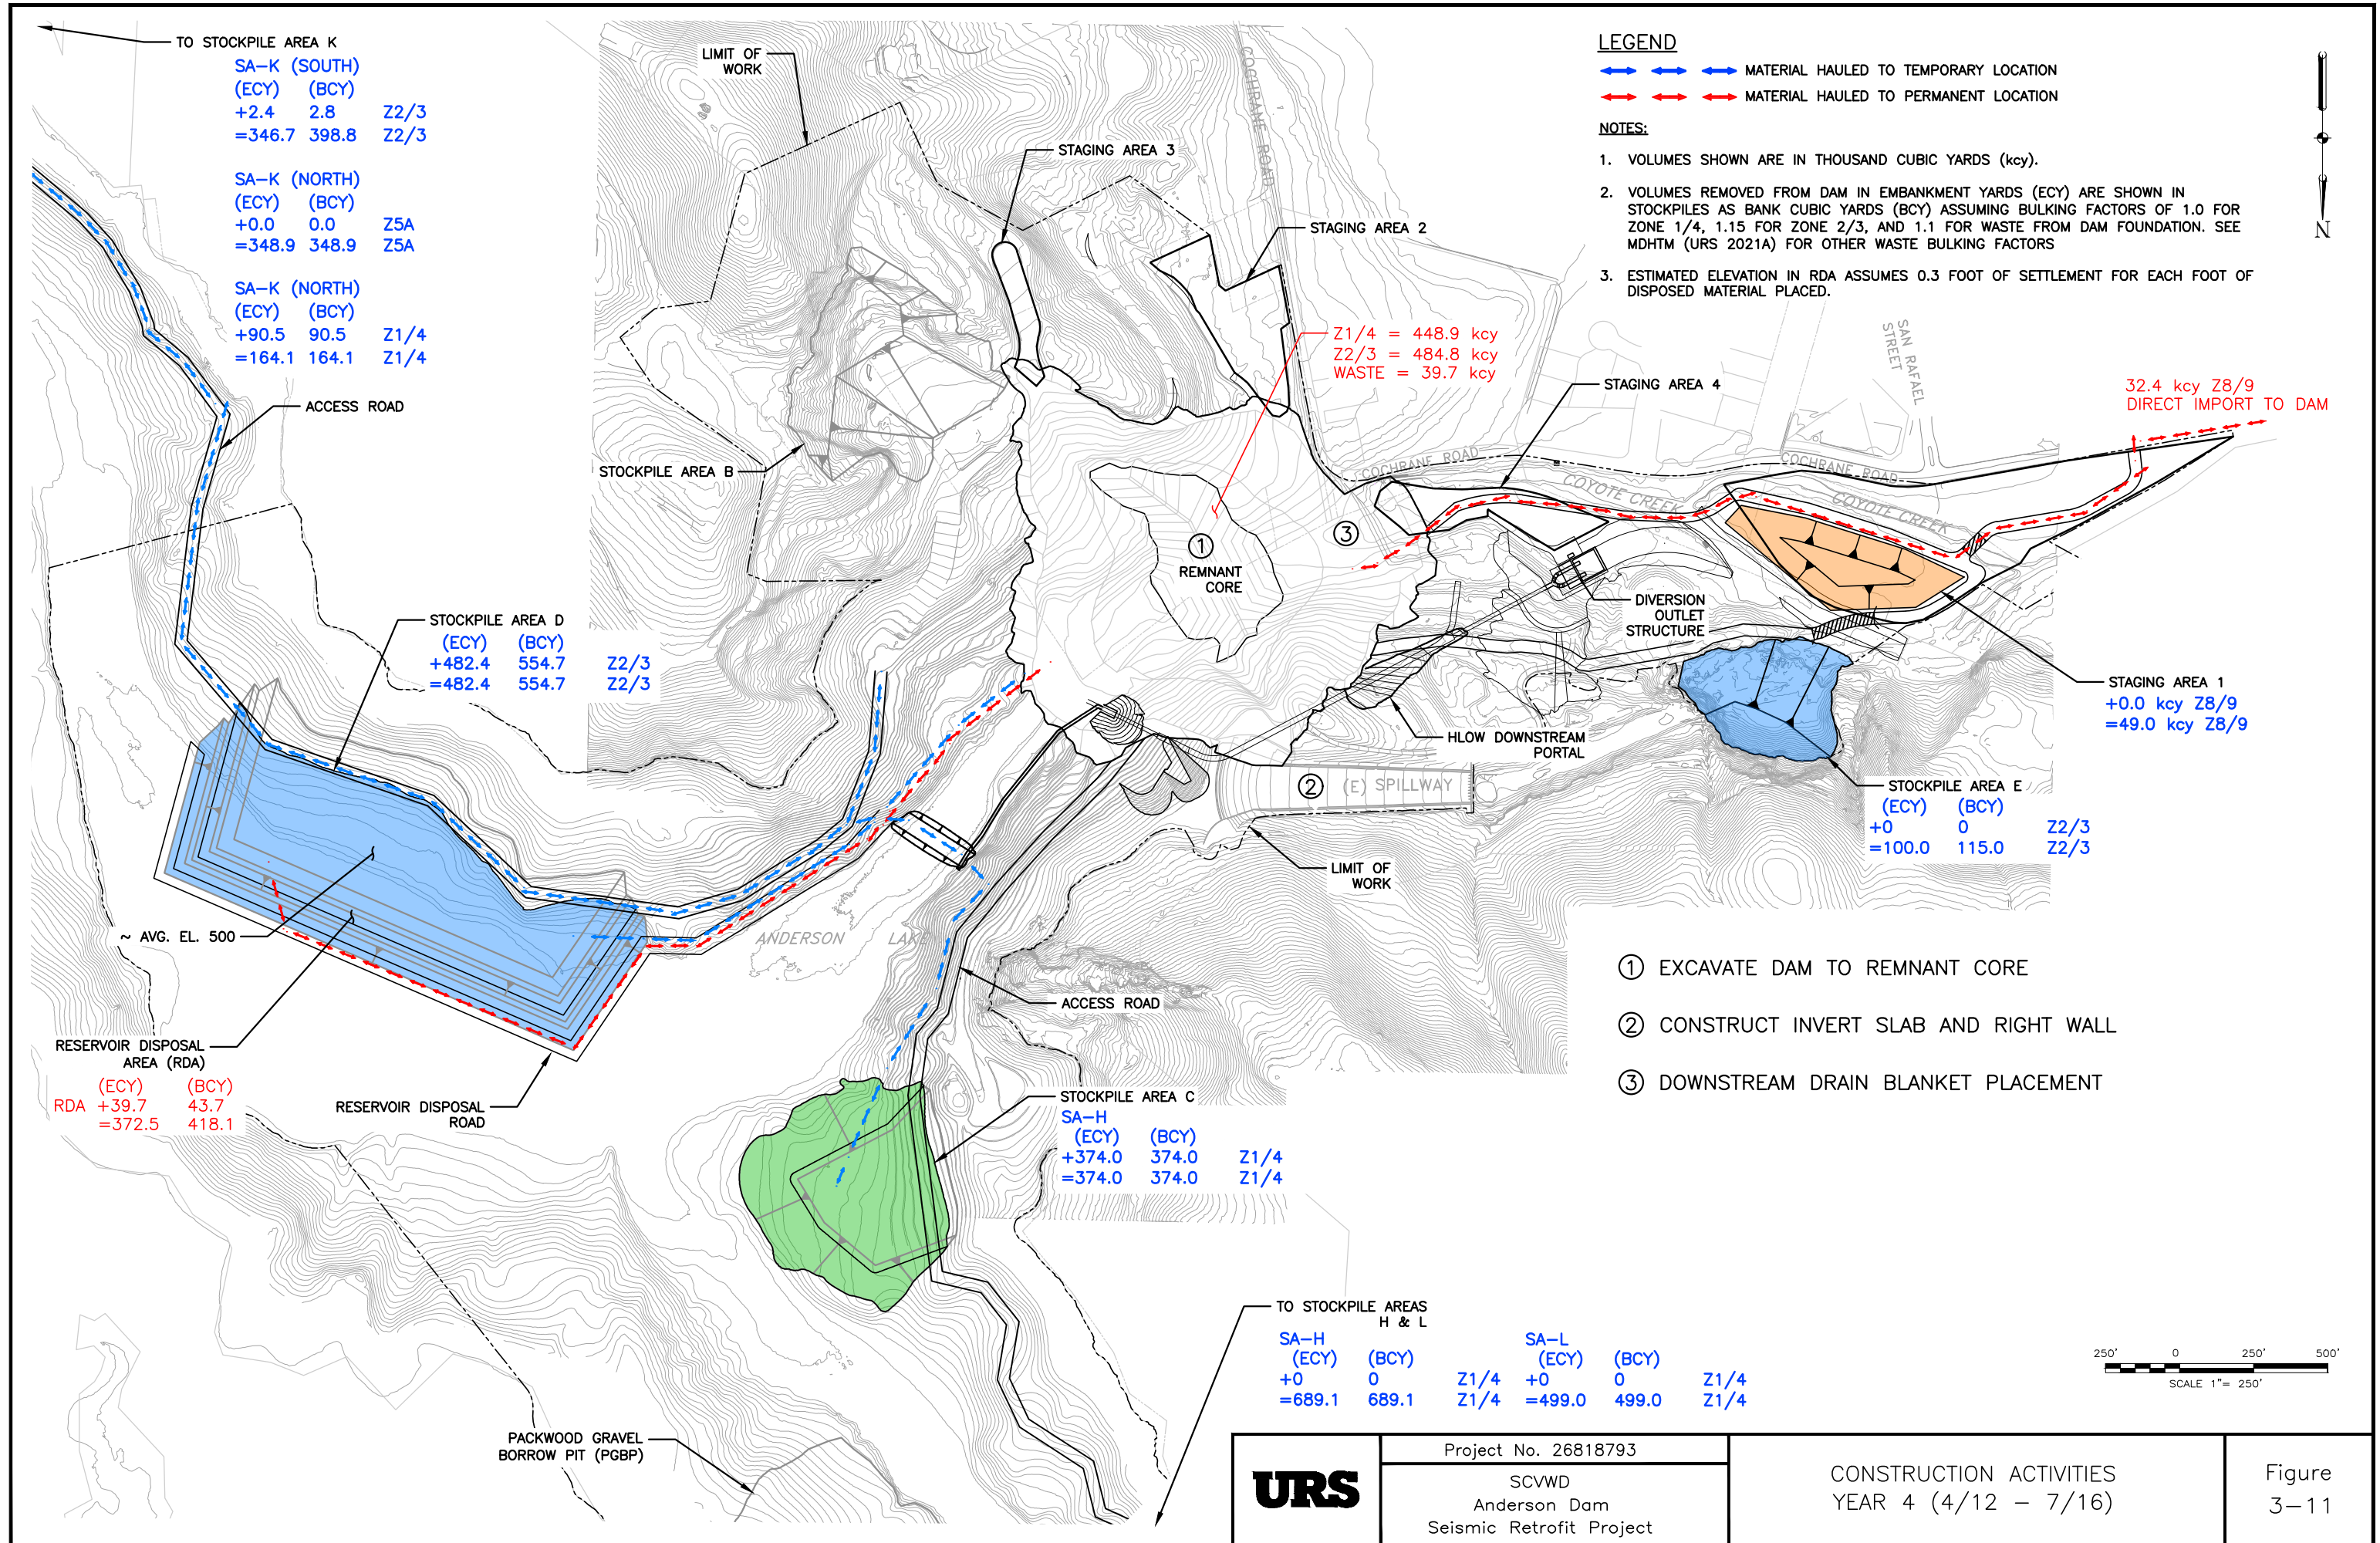 TO STOCKPILE AREA K
SA-K (SOUTH)
(ECY) (BCY)
+2.4 2.8 Z2/3
=346.7 398.8 Z2/3
SA-K (NORTH)
(ECY) (BCY)
+0.0 0.0 Z5A
=348.9 348.9 Z5A
SA-K (NORTH)
(ECY) (BCY)
+90.5 90.5 Z1/4
=164.1 164.1 Z1/4
ACCESS ROAD
LIMIT OF
WORK
STAGING AREA 3
COCHRANE ROAD
STAGING AREA 2
LEGEND
MATERIAL HAULED TO TEMPORARY LOCATION
MATERIAL HAULED TO PERMANENT LOCATION
NOTES:
1. VOLUMES SHOWN ARE IN THOUSAND CUBIC YARDS (kcy).
2. VOLUMES REMOVED FROM DAM IN EMBANKMENT YARDS (ECY) ARE SHOWN IN
STOCKPILES AS BANK CUBIC YARDS (BCY) ASSUMING BULKING FACTORS OF 1.0 FOR
ZONE 1/4, 1.15 FOR ZONE 2/3, AND 1.1 FOR WASTE FROM DAM FOUNDATION. SEE
MDHTM (URS 2021A) FOR OTHER WASTE BULKING FACTORS
3. ESTIMATED ELEVATION IN RDA ASSUMES 0.3 FOOT OF SETTLEMENT FOR EACH FOOT OF
DISPOSED MATERIAL PLACED.
N
Z1/4 = 448.9 kcy
Z2/3 = 484.8 kcy
WASTE = 39.7 kcy
STAGING AREA 4
SAN RAFAEL
STREET
32.4 kcy Z8/9
DIRECT IMPORT TO DAM
STOCKPILE AREA B
COCHRANE ROAD
COCHRANE ROAD
COYOTE CREEK
COYOTE CREEK
1
REMNANT
CORE
3
DIVERSION
OUTLET
STRUCTURE
STOCKPILE AREA D
(ECY) (BCY)
+482.4 554.7 Z2/3
=482.4 554.7 Z2/3
STAGING AREA 1
+0.0 kcy Z8/9
=49.0 kcy Z8/9
HLOW DOWNSTREAM
PORTAL
2 (E) SPILLWAY
STOCKPILE AREA E
(ECY) (BCY)
+0 0 Z2/3
=100.0 115.0 Z2/3
LIMIT OF
WORK
~ AVG. EL. 500
ANDERSON LAKE
ACCESS ROAD
1 EXCAVATE DAM TO REMNANT CORE
2 CONSTRUCT INVERT SLAB AND RIGHT WALL
3 DOWNSTREAM DRAIN BLANKET PLACEMENT
RESERVOIR DISPOSAL
AREA (RDA)
(ECY) (BCY)
RDA +39.7 43.7
=372.5 418.1
RESERVOIR DISPOSAL
ROAD
STOCKPILE AREA C
SA-H
(ECY) (BCY)
+374.0 374.0 Z1/4
=374.0 374.0 Z1/4
TO STOCKPILE AREAS
H & L
SA-H SA-L
(ECY) (BCY) (ECY) (BCY)
+0 0 Z1/4 +0 0 Z1/4
=689.1 689.1 Z1/4 =499.0 499.0 Z1/4
250' 0 250' 500'
SCALE 1"= 250'
PACKWOOD GRAVEL
BORROW PIT (PGBP)
URS
Project No. 26818793
SCVWD
Anderson Dam
Seismic Retrofit Project
CONSTRUCTION ACTIVITIES
YEAR 4 (4/12 - 7/16)
Figure
3-11